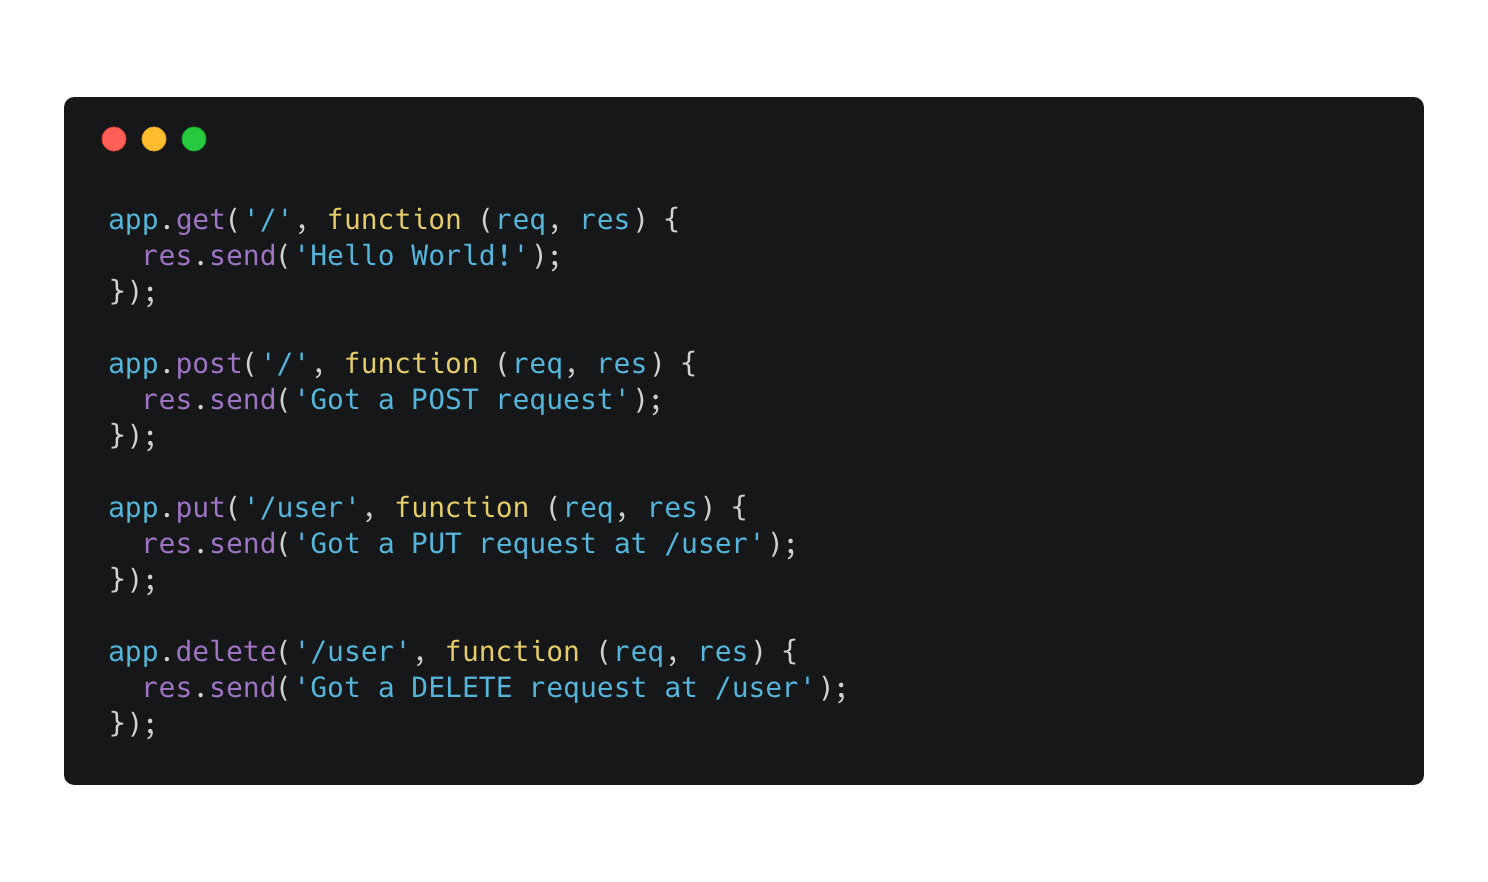 app.get('/', function (req, res) {
  res.send('Hello World!');
});

app.post('/', function (req, res) {
  res.send('Got a POST request');
});

app.put('/user', function (req, res) {
  res.send('Got a PUT request at /user');
});

app.delete('/user', function (req, res) {
  res.send('Got a DELETE request at /user');
});